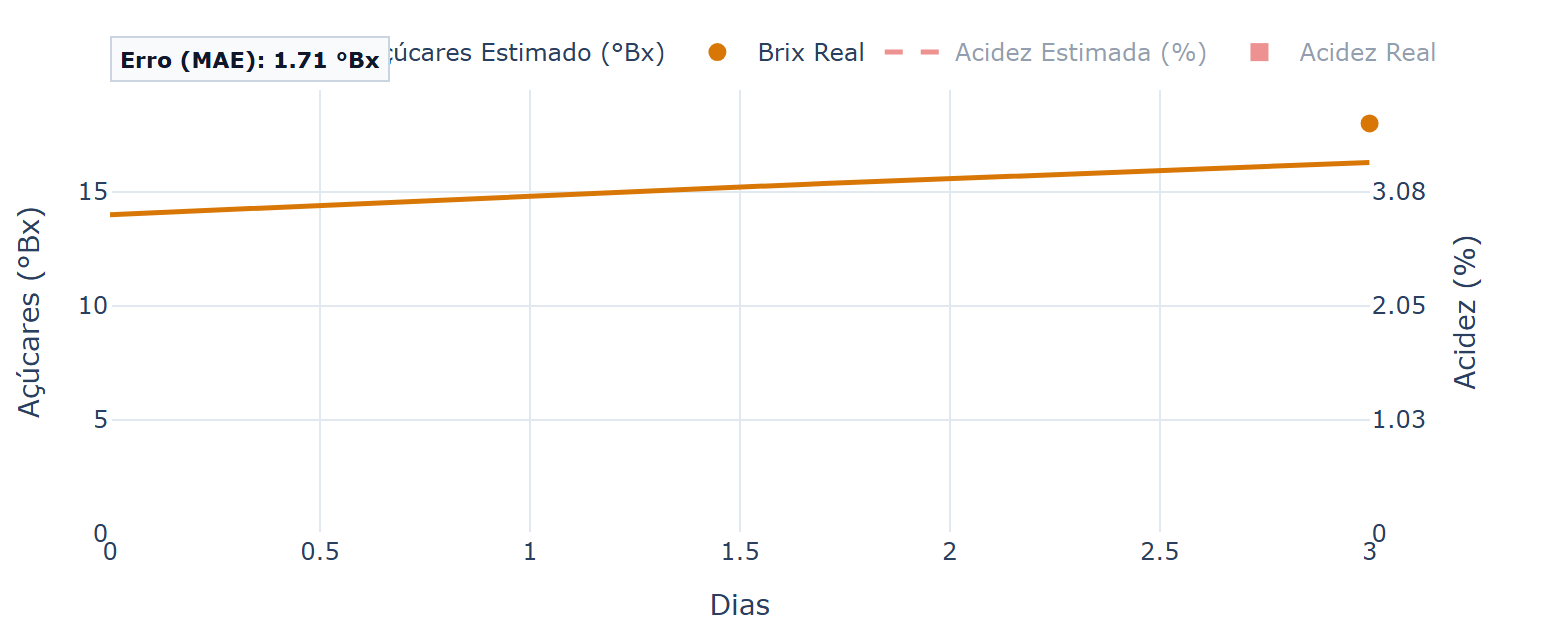 Erro (MAE): 1.71 °Bx
çúcares Estimado (°Bx)
Brix Real
Acidez Estimada (%)
Acidez Real
Açúcares (°Bx)
15
10
5
0
3.08
2.05
1.03
0
Acidez (%)
0
0.5
1
1.5
2
2.5
3
Dias